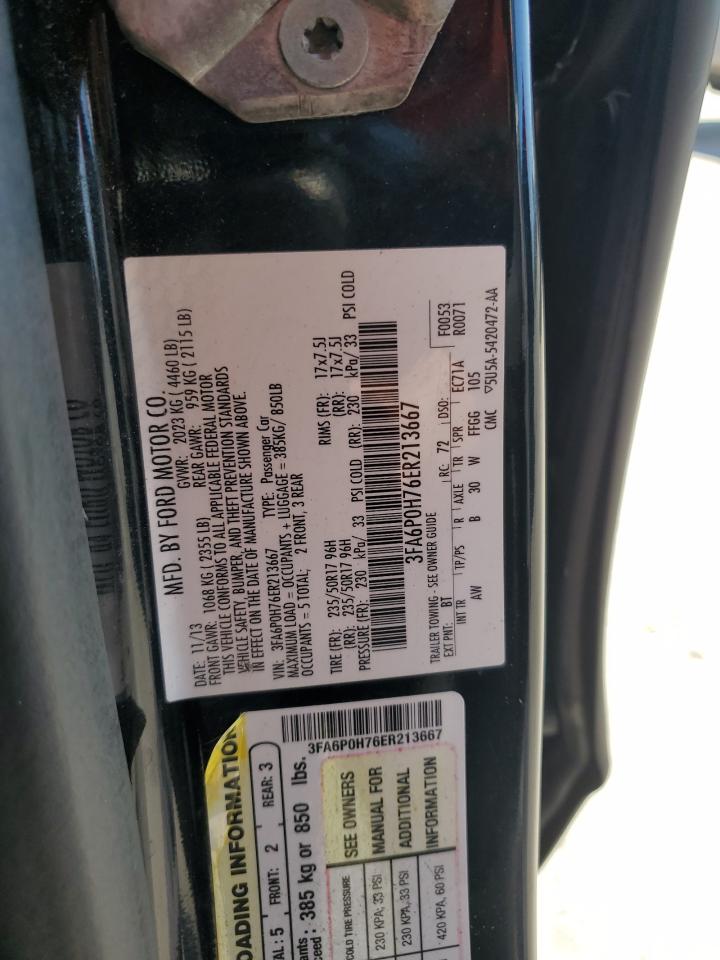 MFD. BY FORD MOTOR CO.
DATE: 11/13 GVWR: 2023 KG ( 4460 LB)
FRONT GAWR: 1068 KG ( 2355 LB) REAR GAWR: 959 KG ( 2115 LB)
THIS VEHICLE CONFORMS TO ALL APPLICABLE FEDERAL MOTOR
VEHICLE SAFETY, BUMPER, AND THEFT PREVENTION STANDARDS
IN EFFECT ON THE DATE OF MANUFACTURE SHOWN ABOVE.
VIN: 3FA6P0H76ER213667 TYPE: Passenger Car
MAXIMUM LOAD = OCCUPANTS + LUGGAGE = 385KG/ 850LB
OCCUPANTS = 5 TOTAL; 2 FRONT, 3 REAR
TIRE (FR): 235/50R17 96H RIMS (FR): 17x7.5J
(RR): 235/50R17 96H (RR): 17x7.5J
PRESSURE (FR): 230 kPa/ 33 PSI COLD (RR): 230 kPa/ 33 PSI COLD
3FA6P0H76ER213667
TRAILER TOWING - SEE OWNER GUIDE F0053
EXT PNT: BT RC: 72 DSO: EC71A R0071
INT TR TP/PS R AXLE TR SPR
AW B 30 W FFGG 105
CMC ▽5U5A-5420472-AA
3FA6P0H76ER213667
OADING INFORMATION
AL: 5 FRONT: 2 REAR: 3
nts : 385 kg or 850 lbs.
ceed :
COLD TIRE PRESSURE
230 KPA, 33 PSI
230 KPA, 33 PSI
420 KPA, 60 PSI
SEE OWNERS
MANUAL FOR
ADDITIONAL
INFORMATION